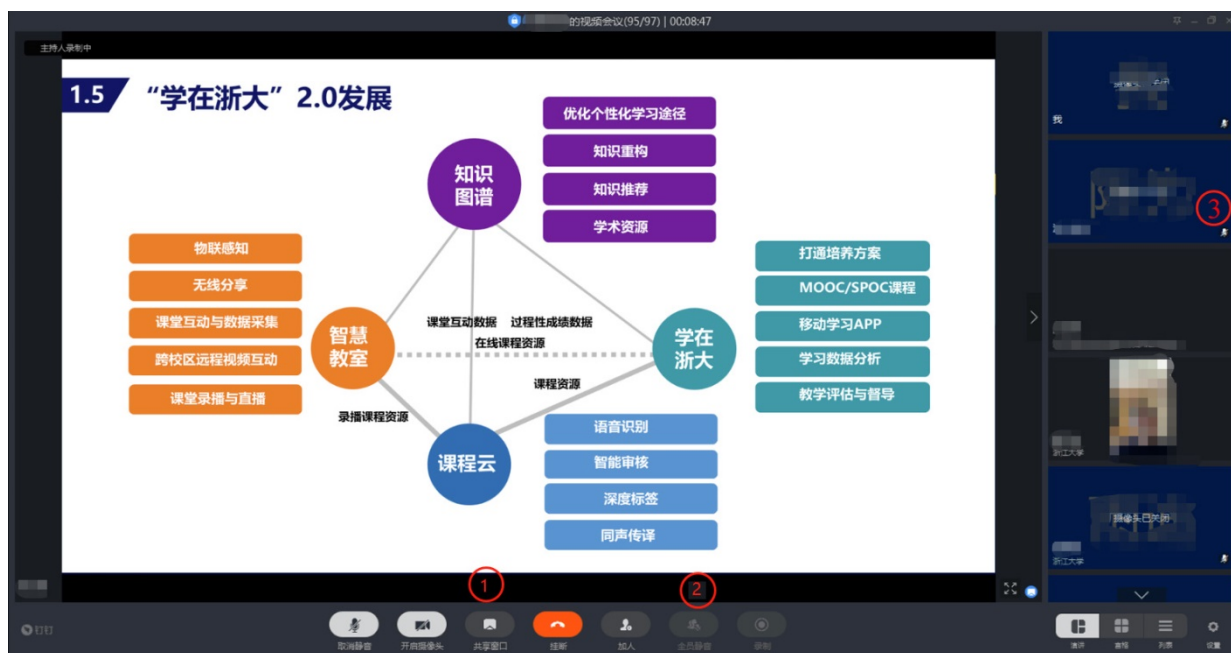 的视频会议(95/97) | 00:08:47
主持人录制中
1.5 “学在浙大” 2.0发展
知识
图谱
优化个性化学习途径
知识重构
知识推荐
学术资源
物联感知
无线分享
课堂互动与数据采集
跨校区远程视频互动
课堂录播与直播
智慧
教室
课堂互动数据 过程性成绩数据
在线课程资源
课程资源
录播课程资源
学在
浙大
打通培养方案
MOOC/SPOC课程
移动学习APP
学习数据分析
教学评估与督导
课程云
语音识别
智能审核
深度标签
同声传译
我
3
浙江大学
摄像头已关闭
浙江大学
1
2
钉钉
取消静音
开启摄像头
共享窗口
挂断
加人
全员静音
录制
演讲
宫格
列表
设置